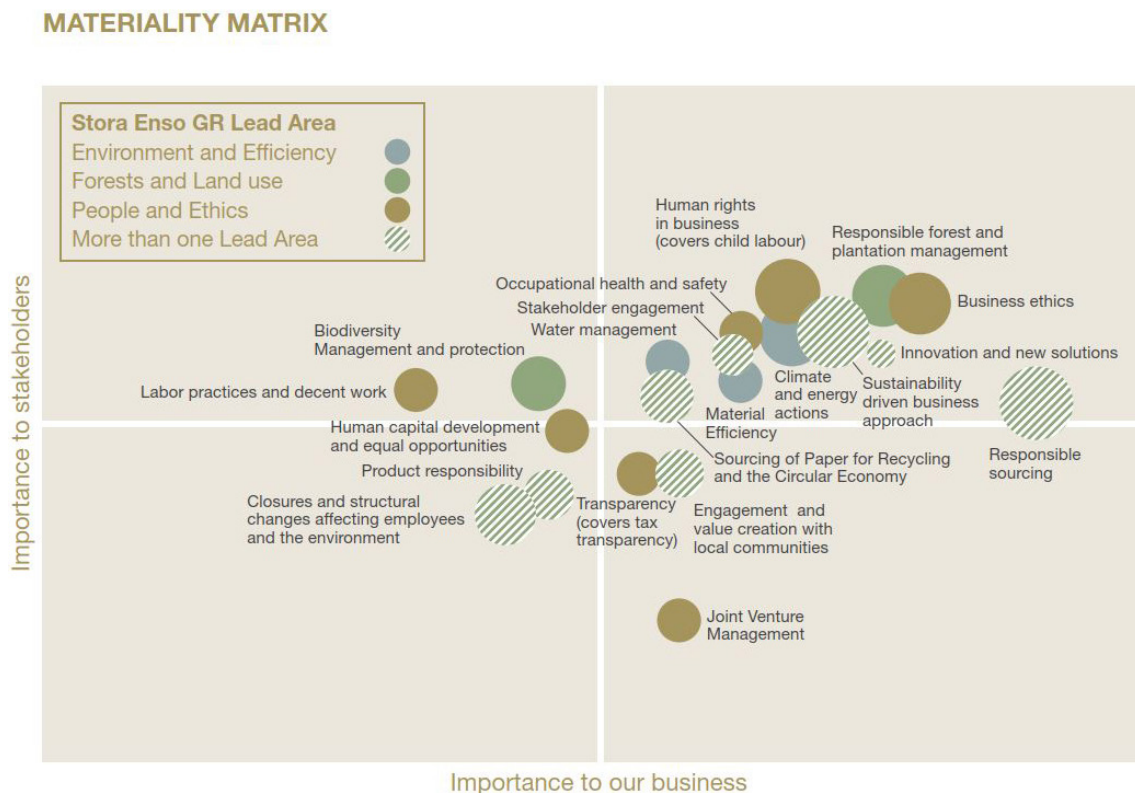 MATERIALITY MATRIX
Stora Enso GR Lead Area
Environment and Efficiency
Forests and Land use
People and Ethics
More than one Lead Area
Importance to stakeholders
Human rights
in business
(covers child labour)
Responsible forest and
plantation management
Occupational health and safety
Business ethics
Stakeholder engagement
Water management
Biodiversity
Management and protection
Innovation and new solutions
Labor practices and decent work
Climate
and energy
actions
Sustainability
driven business
approach
Material
Efficiency
Human capital development
and equal opportunities
Responsible
sourcing
Sourcing of Paper for Recycling
and the Circular Economy
Product responsibility
Closures and structural
changes affecting employees
and the environment
Transparency
(covers tax
transparency)
Engagement and
value creation with
local communities
Joint Venture
Management
Importance to our business